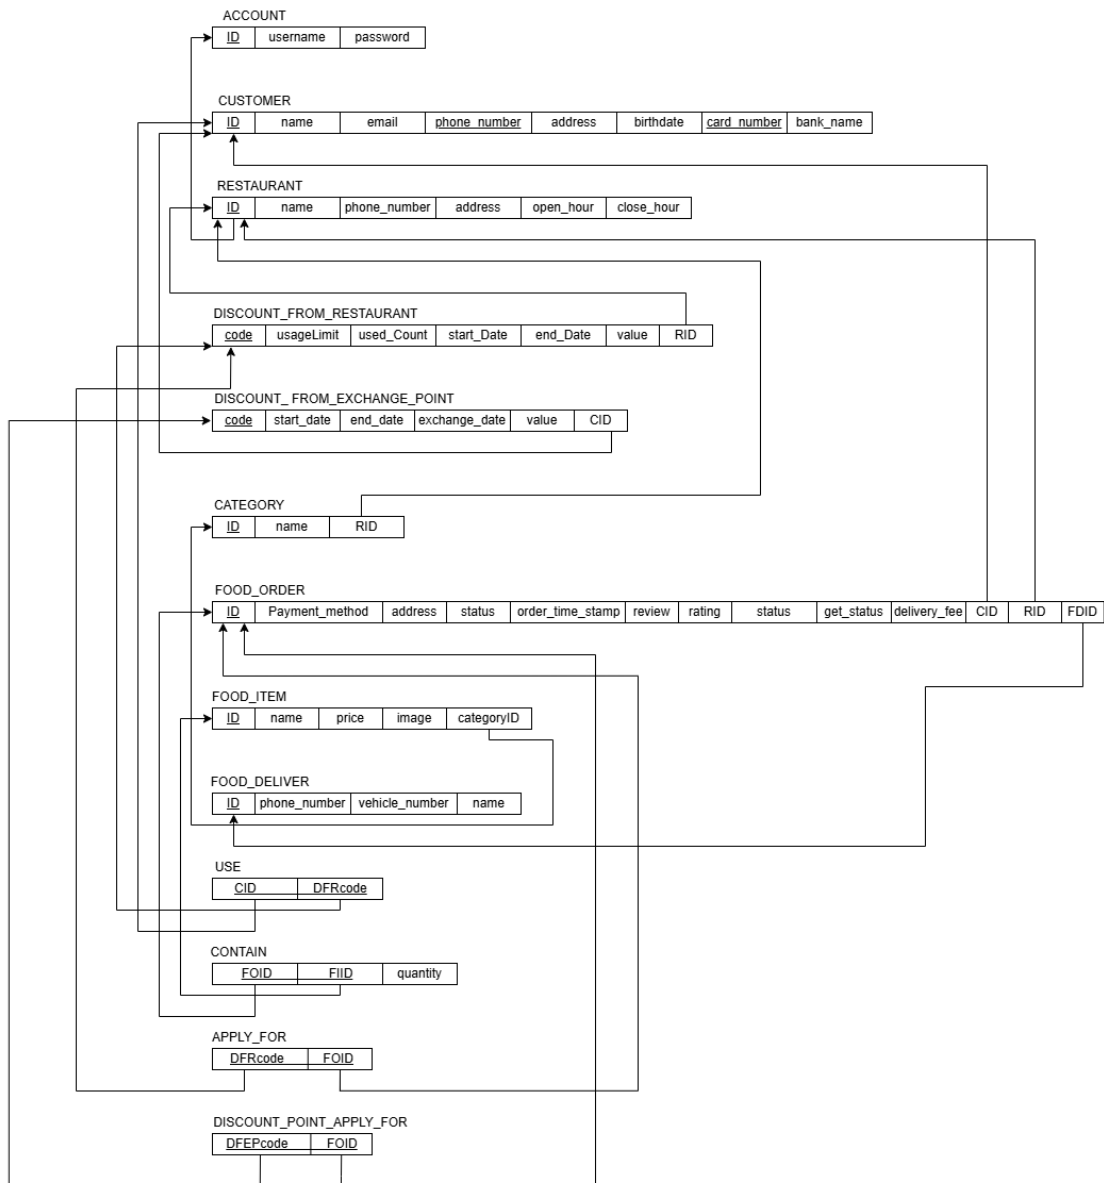 ACCOUNT
ID username password
CUSTOMER
ID name email phone_number address birthdate card_number bank_name
RESTAURANT
ID name phone_number address open_hour close_hour
DISCOUNT_FROM_RESTAURANT
code usageLimit used_Count start_Date end_Date value RID
DISCOUNT_ FROM_EXCHANGE_POINT
code start_date end_date exchange_date value CID
CATEGORY
ID name RID
FOOD_ORDER
ID Payment_method address status order_time_stamp review rating status get_status delivery_fee CID RID FDID
FOOD_ITEM
ID name price image categoryID
FOOD_DELIVER
ID phone_number vehicle_number name
USE
CID DFRcode
CONTAIN
FOID FIID quantity
APPLY_FOR
DFRcode FOID
DISCOUNT_POINT_APPLY_FOR
DFEPcode FOID